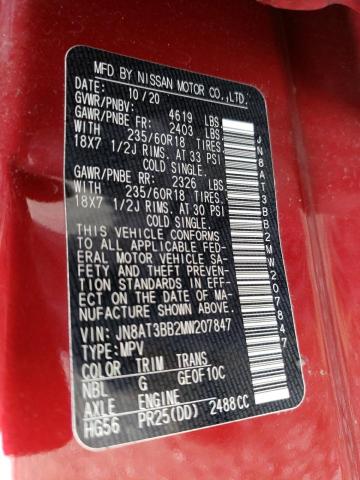 MFD BY NISSAN MOTOR CO.,LTD.
DATE: 10/20
GVWR/PNBV: 4619 LBS
GAWR/PNBE FR: 2403 LBS
WITH 235/60R18 TIRES.
18X7 1/2J RIMS. AT 33 PSI
COLD SINGLE.
GAWR/PNBE RR: 2326 LBS
WITH 235/60R18 TIRES.
18X7 1/2J RIMS. AT 30 PSI
COLD SINGLE.
THIS VEHICLE CONFORMS
TO ALL APPLICABLE FED-
ERAL MOTOR VEHICLE SA-
FETY AND THEFT PREVENTION
STANDARDS IN EFFECT
ON THE DATE OF MA-
NUFACTURE SHOWN ABOVE.
VIN: JN8AT3BB2MW207847
TYPE: MPV
COLOR TRIM TRANS
NBL G GE0F10C
AXLE ENGINE
HG56 PR25(DD) 2488CC
JN8AT3BB2MW207847